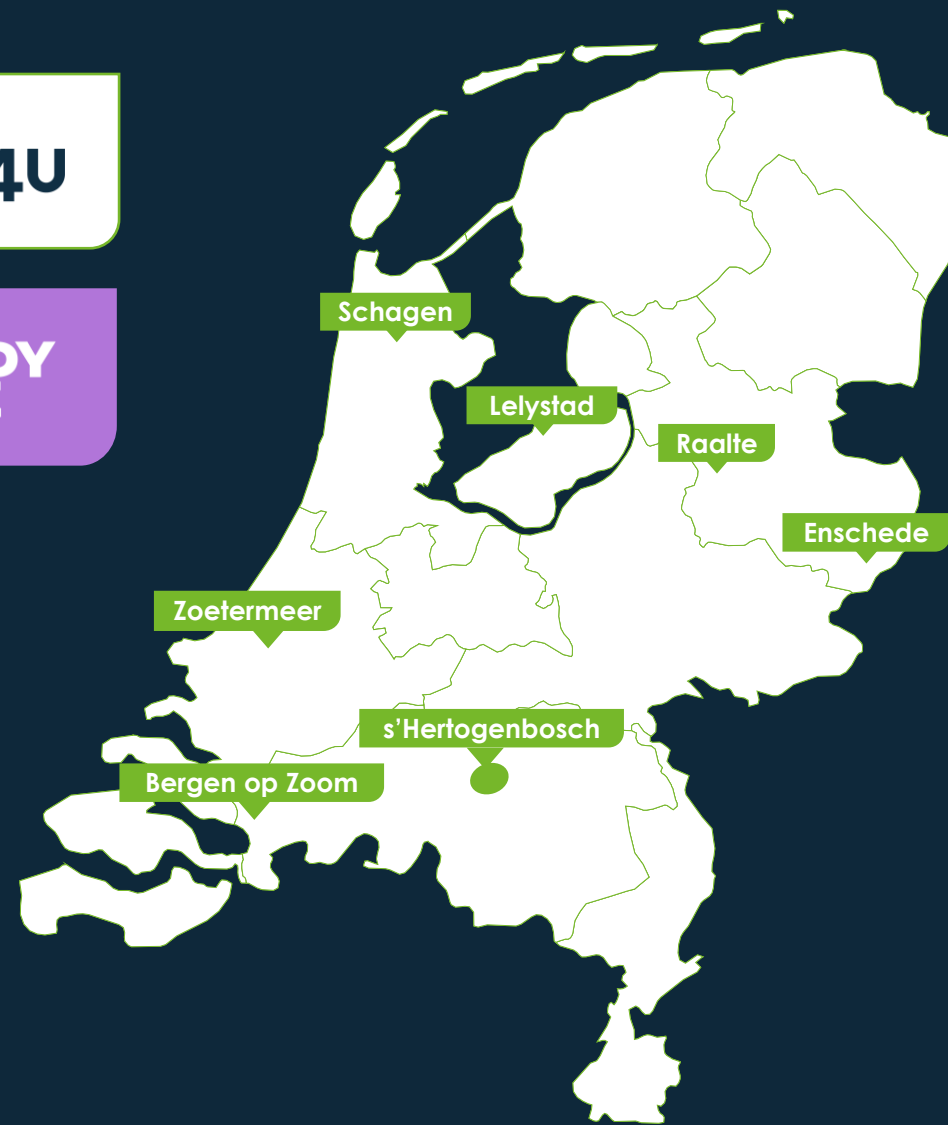 4U
Schagen
Lelystad
Raalte
Enschede
Zoetermeer
s’Hertogenbosch
Bergen op Zoom